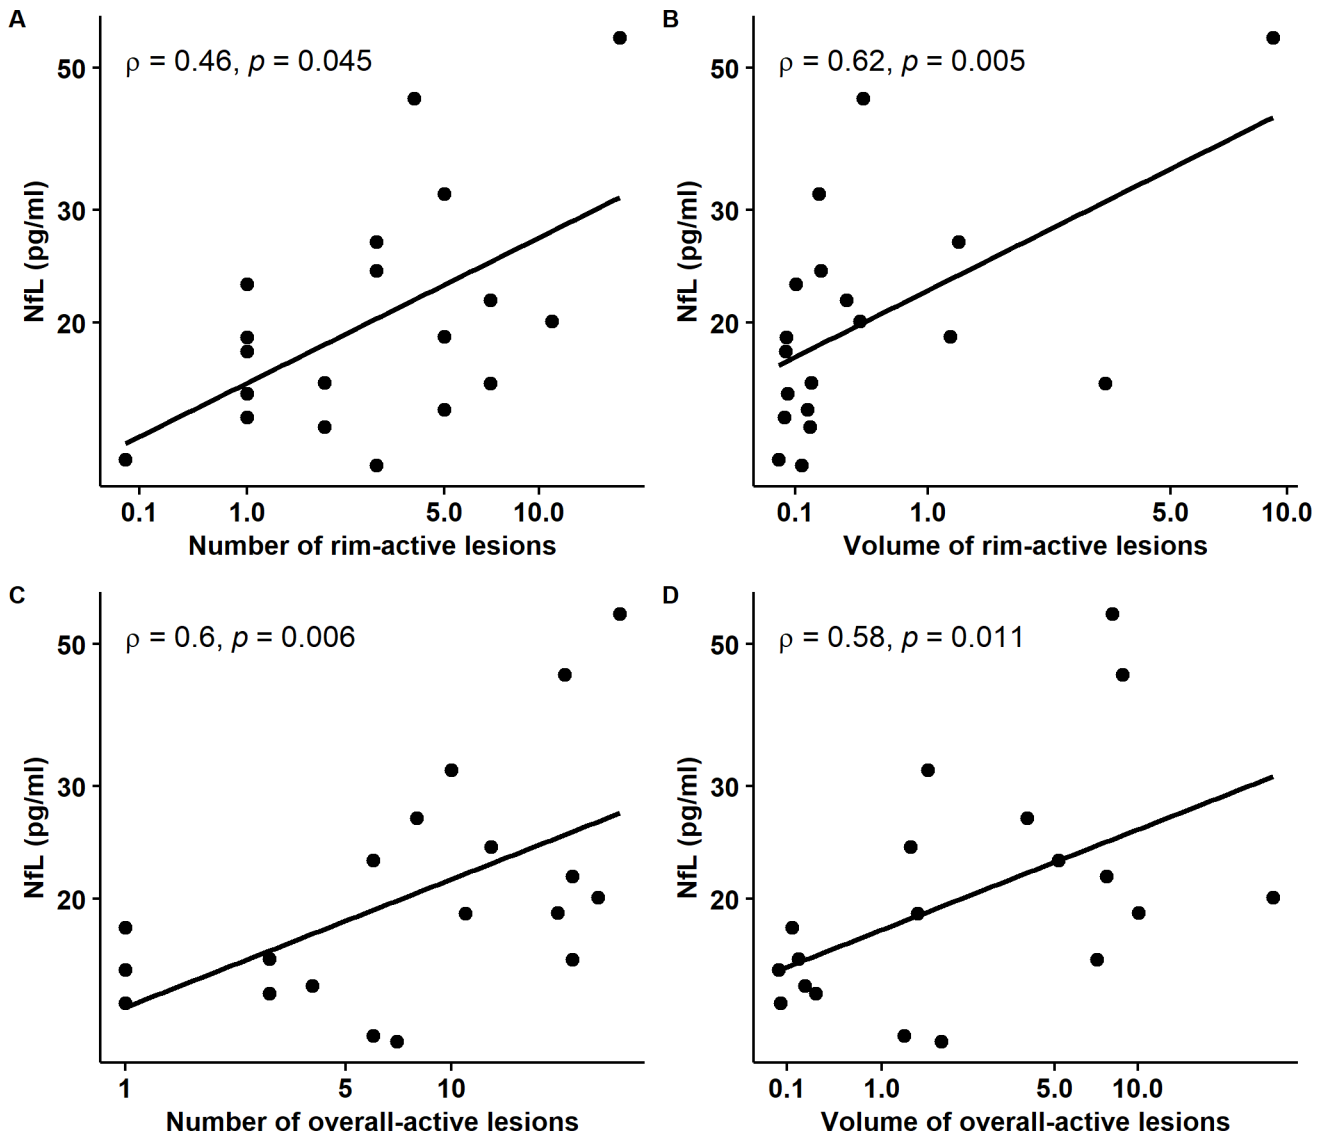 A
ρ = 0.46, p = 0.045
NfL (pg/ml)
50
30
20
0.1 1.0 5.0 10.0
Number of rim-active lesions
B
ρ = 0.62, p = 0.005
NfL (pg/ml)
50
30
20
0.1 1.0 5.0 10.0
Volume of rim-active lesions
C
ρ = 0.6, p = 0.006
NfL (pg/ml)
50
30
20
1 5 10
Number of overall-active lesions
D
ρ = 0.58, p = 0.011
NfL (pg/ml)
50
30
20
0.1 1.0 5.0 10.0
Volume of overall-active lesions